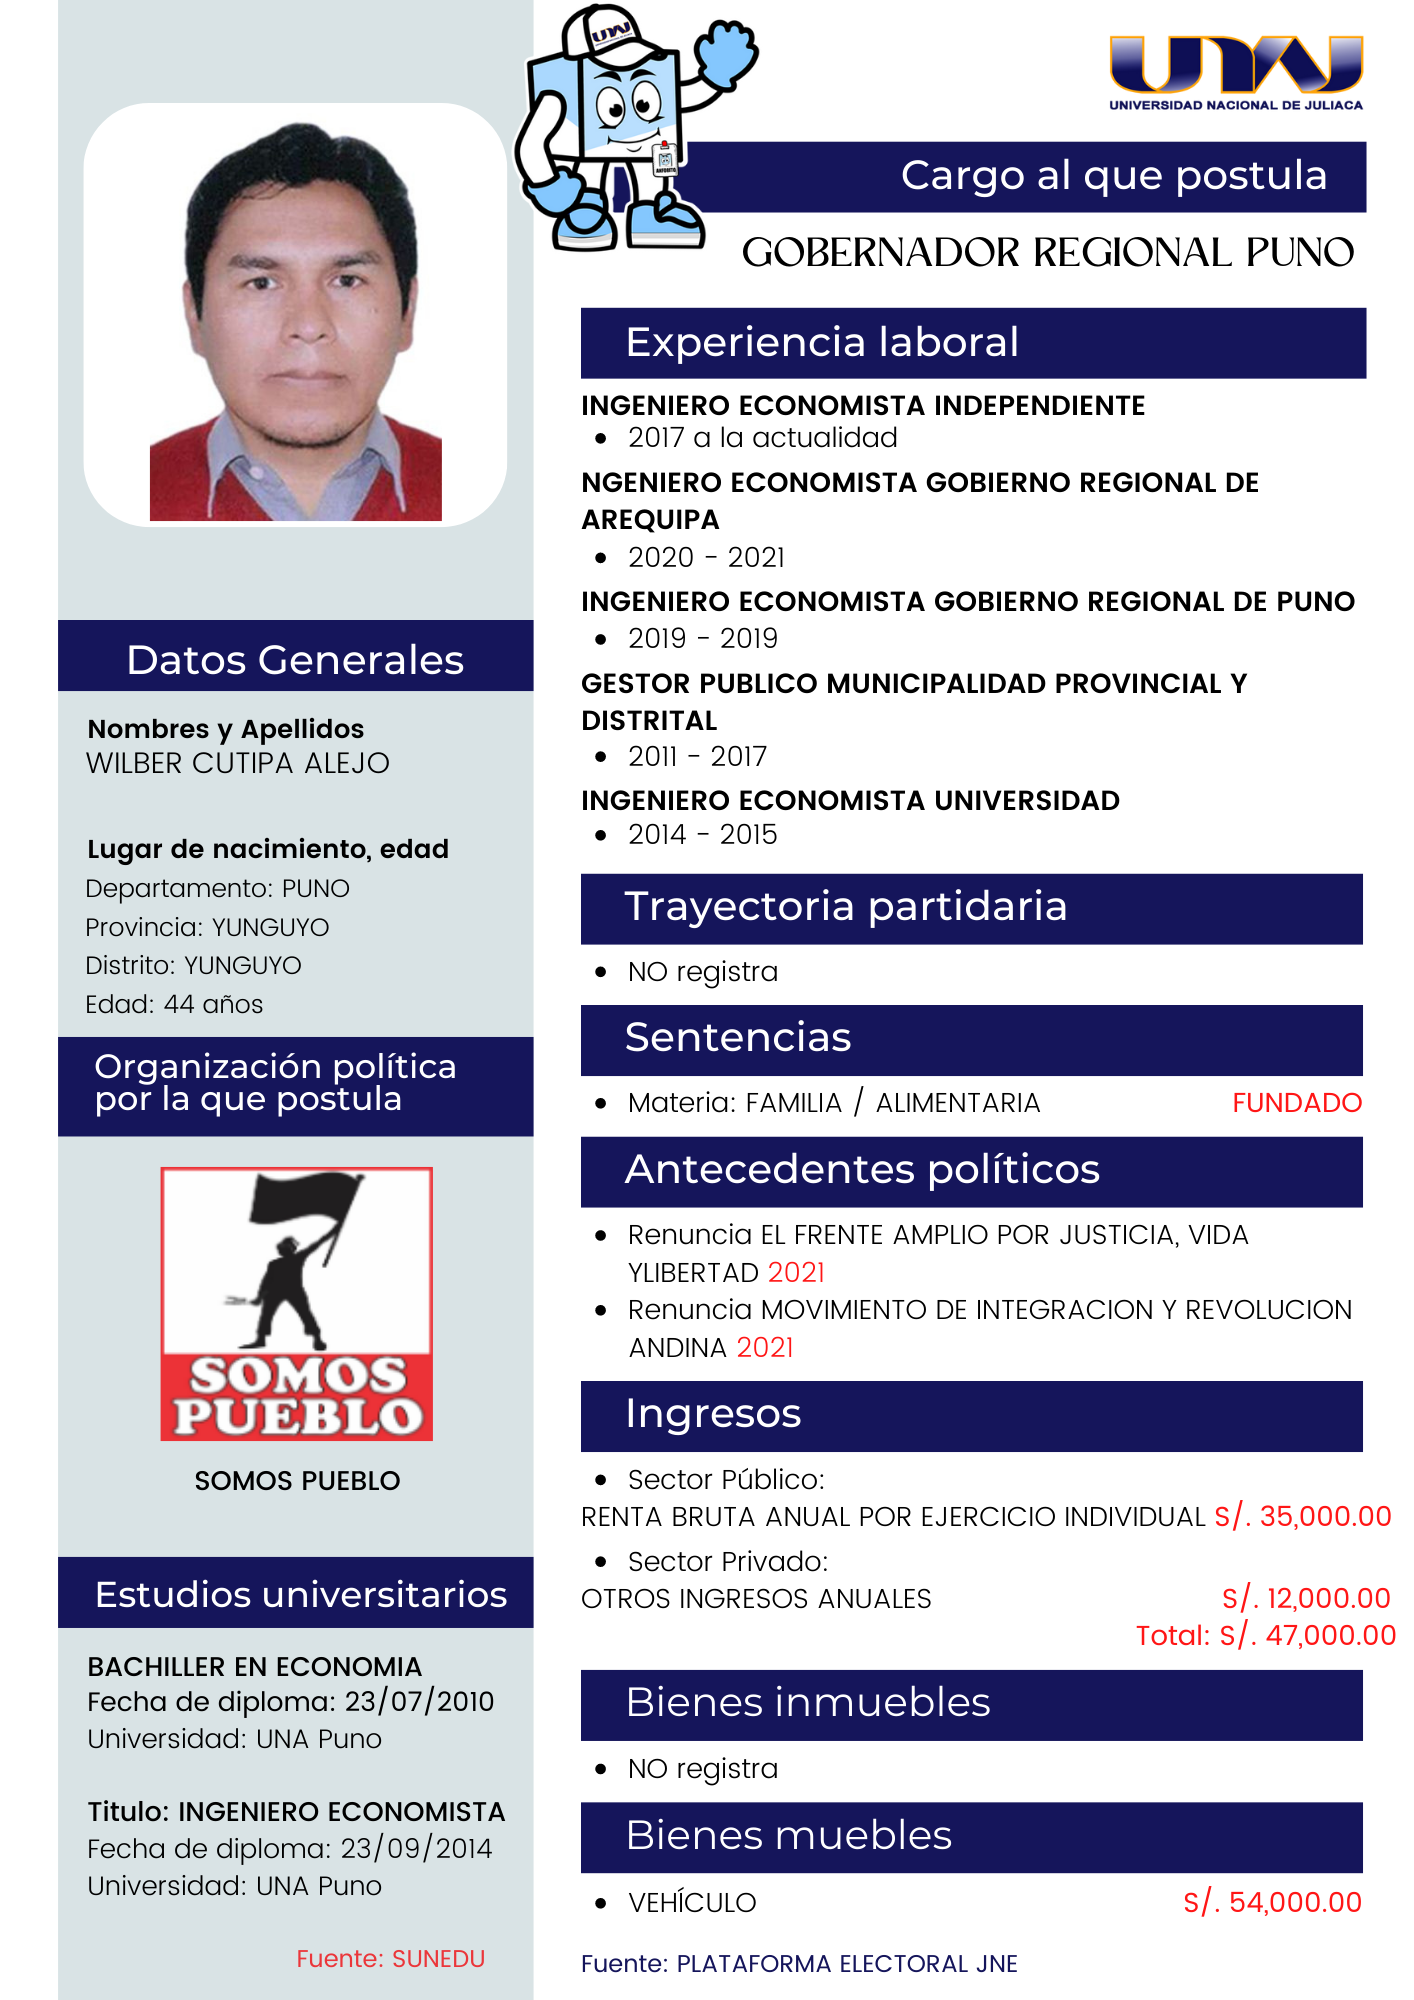 UNAJ
UNIVERSIDAD NACIONAL DE JULIACA
Cargo al que postula
GOBERNADOR REGIONAL PUNO
Datos Generales
Nombres y Apellidos
WILBER CUTIPA ALEJO
Lugar de nacimiento, edad
Departamento: PUNO
Provincia: YUNGUYO
Distrito: YUNGUYO
Edad: 44 años
Organización política
por la que postula
SOMOS
PUEBLO
SOMOS PUEBLO
Estudios universitarios
BACHILLER EN ECONOMIA
Fecha de diploma: 23/07/2010
Universidad: UNA Puno
Titulo: INGENIERO ECONOMISTA
Fecha de diploma: 23/09/2014
Universidad: UNA Puno
Fuente: SUNEDU
Experiencia laboral
INGENIERO ECONOMISTA INDEPENDIENTE
• 2017 a la actualidad
NGENIERO ECONOMISTA GOBIERNO REGIONAL DE
AREQUIPA
• 2020 - 2021
INGENIERO ECONOMISTA GOBIERNO REGIONAL DE PUNO
• 2019 - 2019
GESTOR PUBLICO MUNICIPALIDAD PROVINCIAL Y
DISTRITAL
• 2011 - 2017
INGENIERO ECONOMISTA UNIVERSIDAD
• 2014 - 2015
Trayectoria partidaria
• NO registra
Sentencias
• Materia: FAMILIA / ALIMENTARIA FUNDADO
Antecedentes políticos
• Renuncia EL FRENTE AMPLIO POR JUSTICIA, VIDA
YLIBERTAD 2021
• Renuncia MOVIMIENTO DE INTEGRACION Y REVOLUCION
ANDINA 2021
Ingresos
• Sector Público:
RENTA BRUTA ANUAL POR EJERCICIO INDIVIDUAL S/. 35,000.00
• Sector Privado:
OTROS INGRESOS ANUALES S/. 12,000.00
Total: S/. 47,000.00
Bienes inmuebles
• NO registra
Bienes muebles
• VEHÍCULO S/. 54,000.00
Fuente: PLATAFORMA ELECTORAL JNE